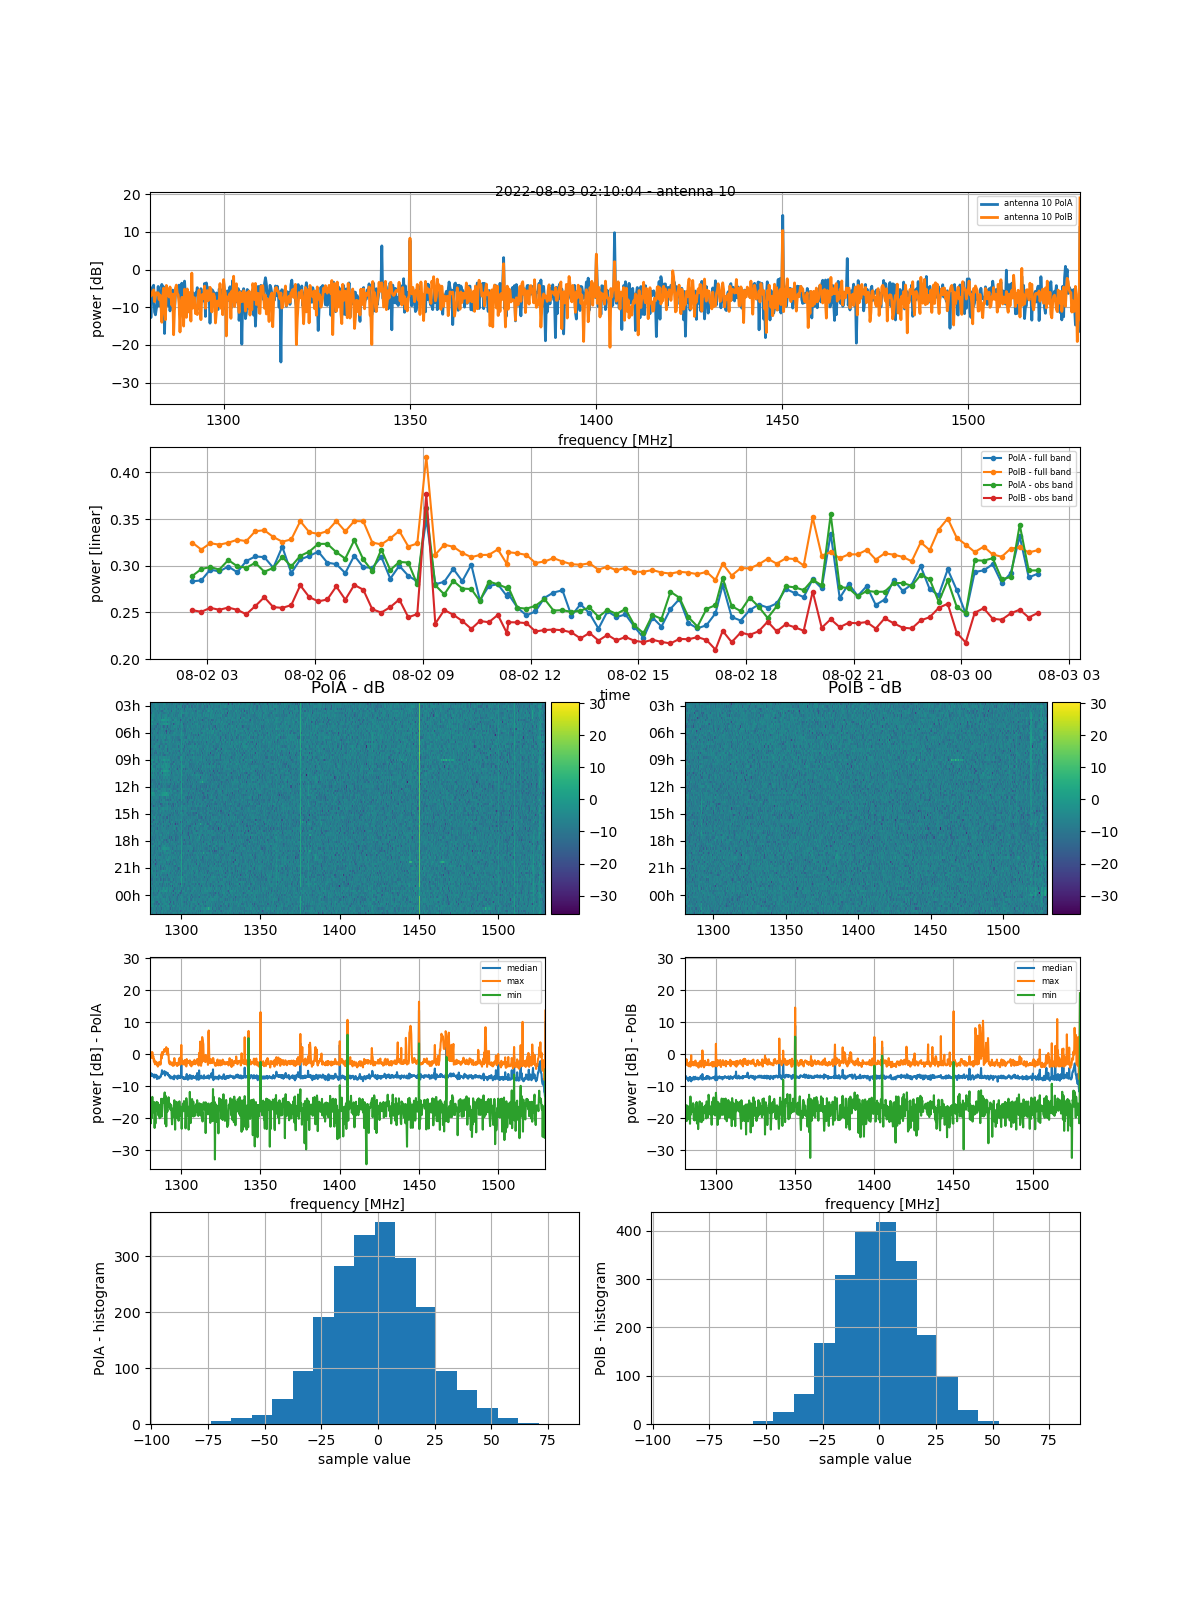 2022-08-03 02:10:04 - antenna 10
power [dB]
20
10
0
−10
−20
−30
antenna 10 PolA
antenna 10 PolB
1300 1350 1400 1450 1500
frequency [MHz]
power [linear]
0.40
0.35
0.30
0.25
0.20
PolA - full band
PolB - full band
PolA - obs band
PolB - obs band
08-02 03 08-02 06 08-02 09 08-02 12 08-02 15 08-02 18 08-02 21 08-03 00 08-03 03
time
PolA - dB
03h
06h
09h
12h
15h
18h
21h
00h
1300 1350 1400 1450 1500
30
20
10
0
−10
−20
−30
PolB - dB
03h
06h
09h
12h
15h
18h
21h
00h
1300 1350 1400 1450 1500
30
20
10
0
−10
−20
−30
power [dB] - PolA
30
20
10
0
−10
−20
−30
median
max
min
1300 1350 1400 1450 1500
frequency [MHz]
power [dB] - PolB
30
20
10
0
−10
−20
−30
median
max
min
1300 1350 1400 1450 1500
frequency [MHz]
PolA - histogram
300
200
100
0
−100 −75 −50 −25 0 25 50 75
sample value
PolB - histogram
400
300
200
100
0
−100 −75 −50 −25 0 25 50 75
sample value